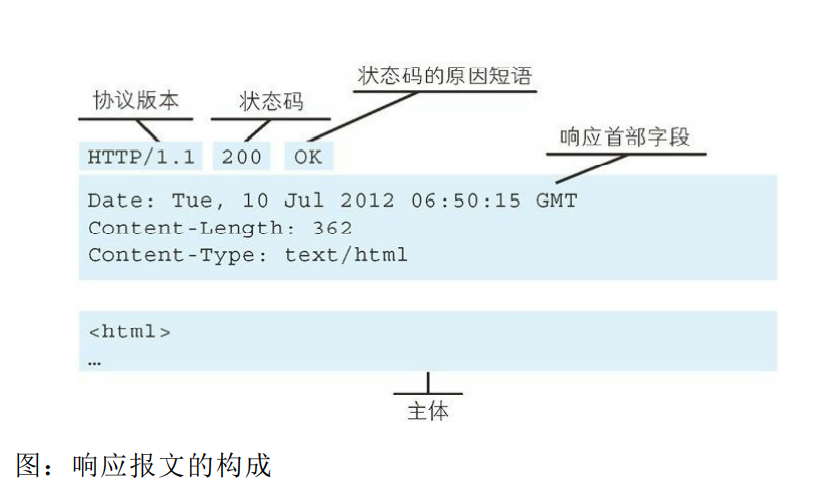 状态码的原因短语
协议版本 状态码
响应首部字段
HTTP/1.1 200 OK
Date: Tue, 10 Jul 2012 06:50:15 GMT
Content-Length: 362
Content-Type: text/html
<html>
…
主体
图：响应报文的构成